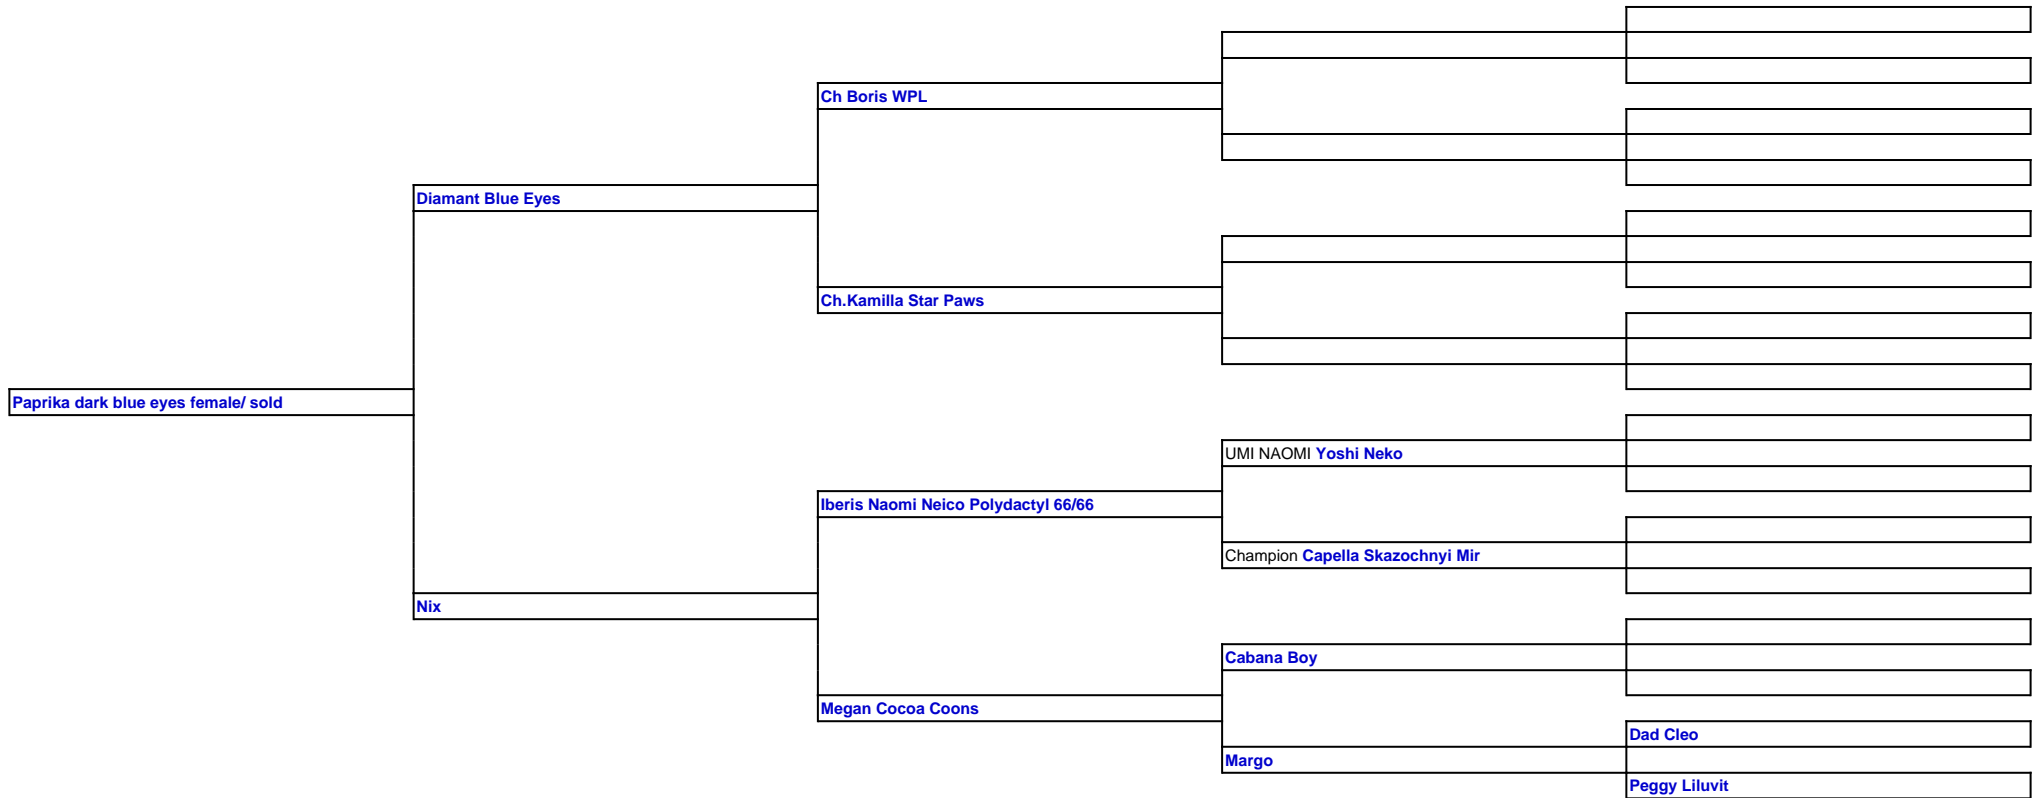 Ch Boris WPL
Diamant Blue Eyes
Ch.Kamilla Star Paws
Paprika dark blue eyes female/ sold
UMI NAOMI Yoshi Neko
Iberis Naomi Neico Polydactyl 66/66
Champion Capella Skazochnyi Mir
Nix
Cabana Boy
Megan Cocoa Coons
Dad Cleo
Margo
Peggy Liluvit